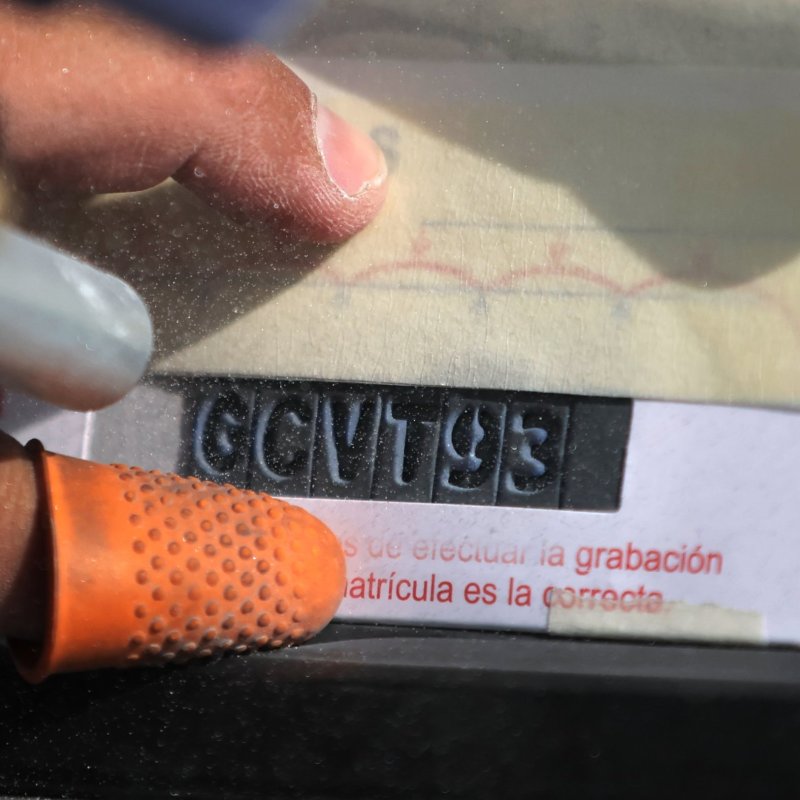 GCVT93
s de efectuar la grabación
matrícula es la correcta.